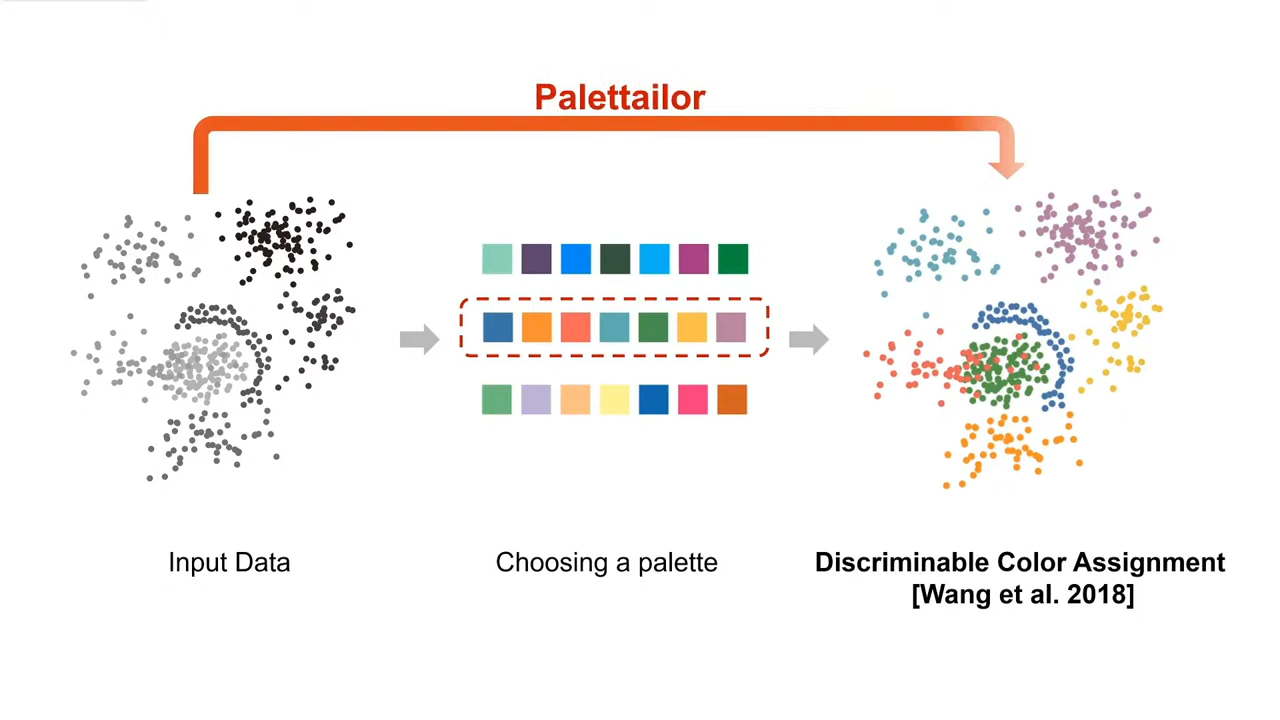 Palettailor
Input Data
Choosing a palette
Discriminable Color Assignment
[Wang et al. 2018]